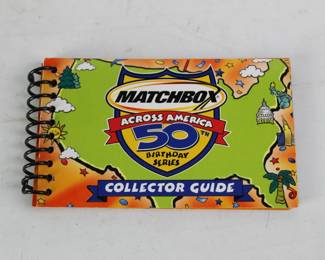 MATCHBOX
ACROSS AMERICA
50TH
BIRTHDAY
SERIES
COLLECTOR GUIDE